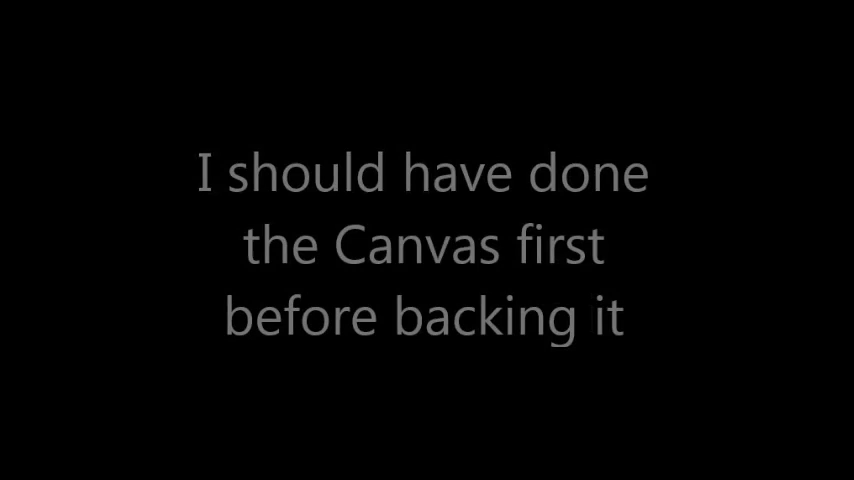 I should have done
the Canvas first
before backing it